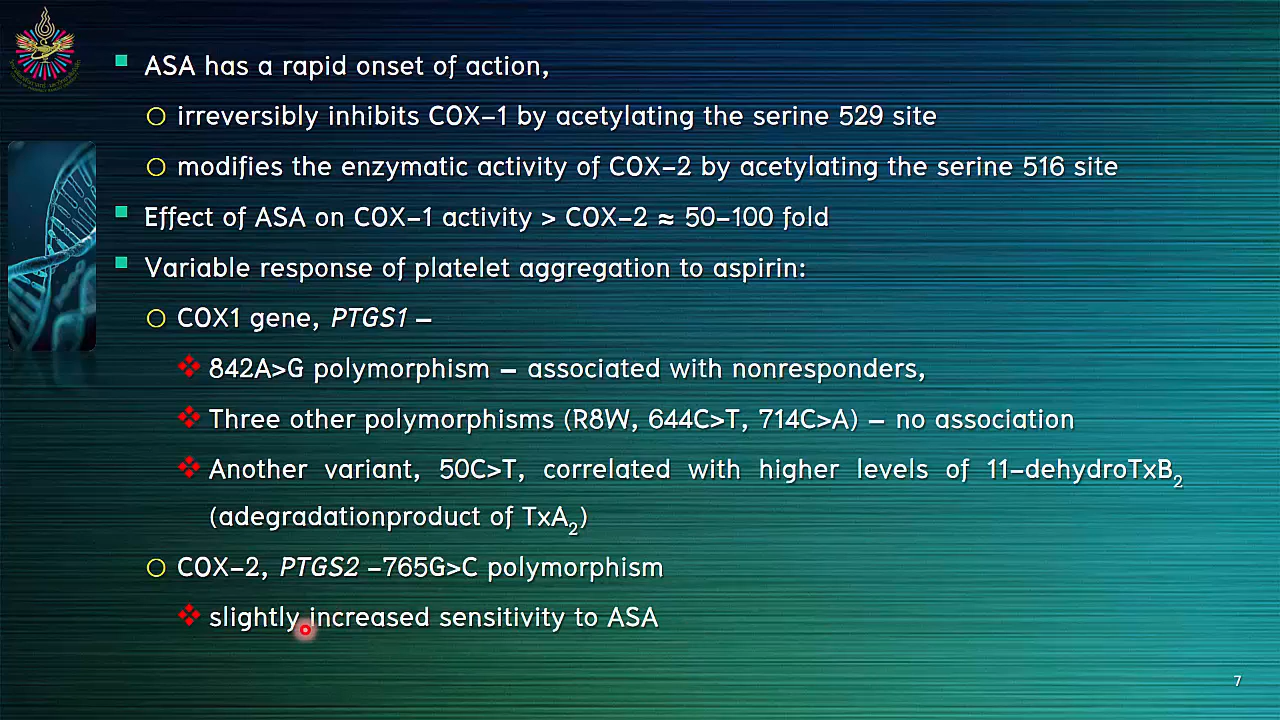 ASA has a rapid onset of action,
irreversibly inhibits COX-1 by acetylating the serine 529 site
modifies the enzymatic activity of COX-2 by acetylating the serine 516 site
Effect of ASA on COX-1 activity > COX-2 ≈ 50-100 fold
Variable response of platelet aggregation to aspirin:
COX1 gene, PTGS1 –
842A>G polymorphism – associated with nonresponders,
Three other polymorphisms (R8W, 644C>T, 714C>A) – no association
Another variant, 50C>T, correlated with higher levels of 11-dehydroTxB₂
(adegradationproduct of TxA₂)
COX-2, PTGS2 -765G>C polymorphism
slightly increased sensitivity to ASA
7